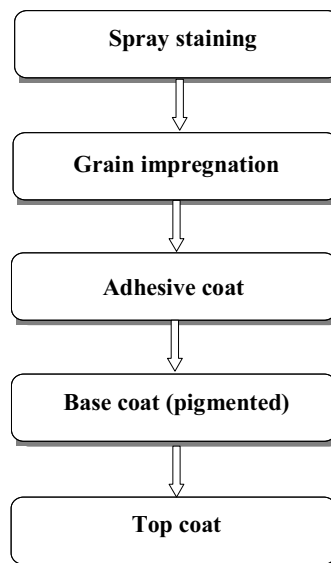 Spray staining
Grain impregnation
Adhesive coat
Base coat (pigmented)
Top coat